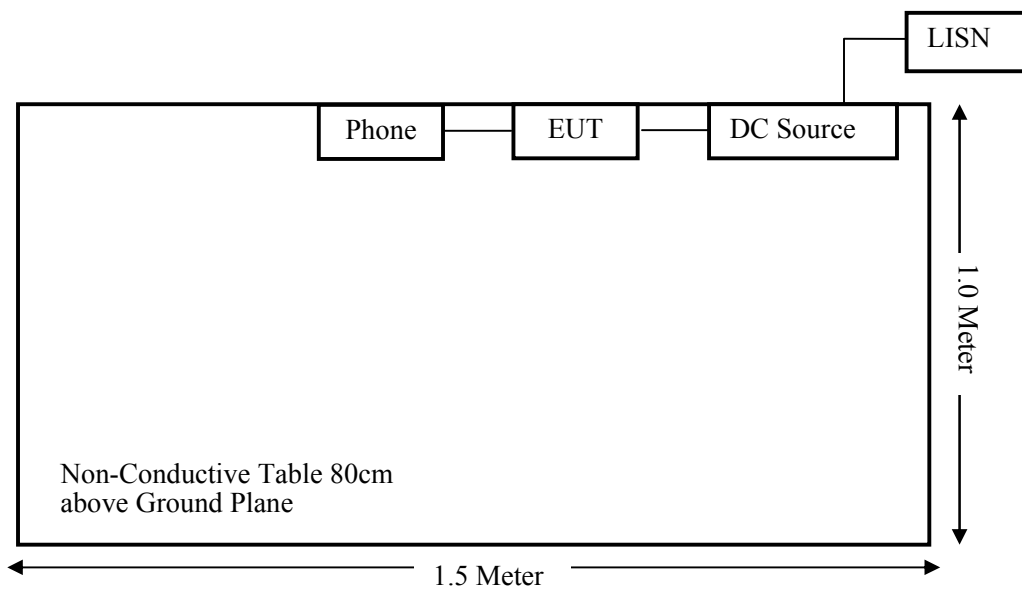 LISN
Phone
EUT
DC Source
1.0 Meter
Non-Conductive Table 80cm
above Ground Plane
1.5 Meter